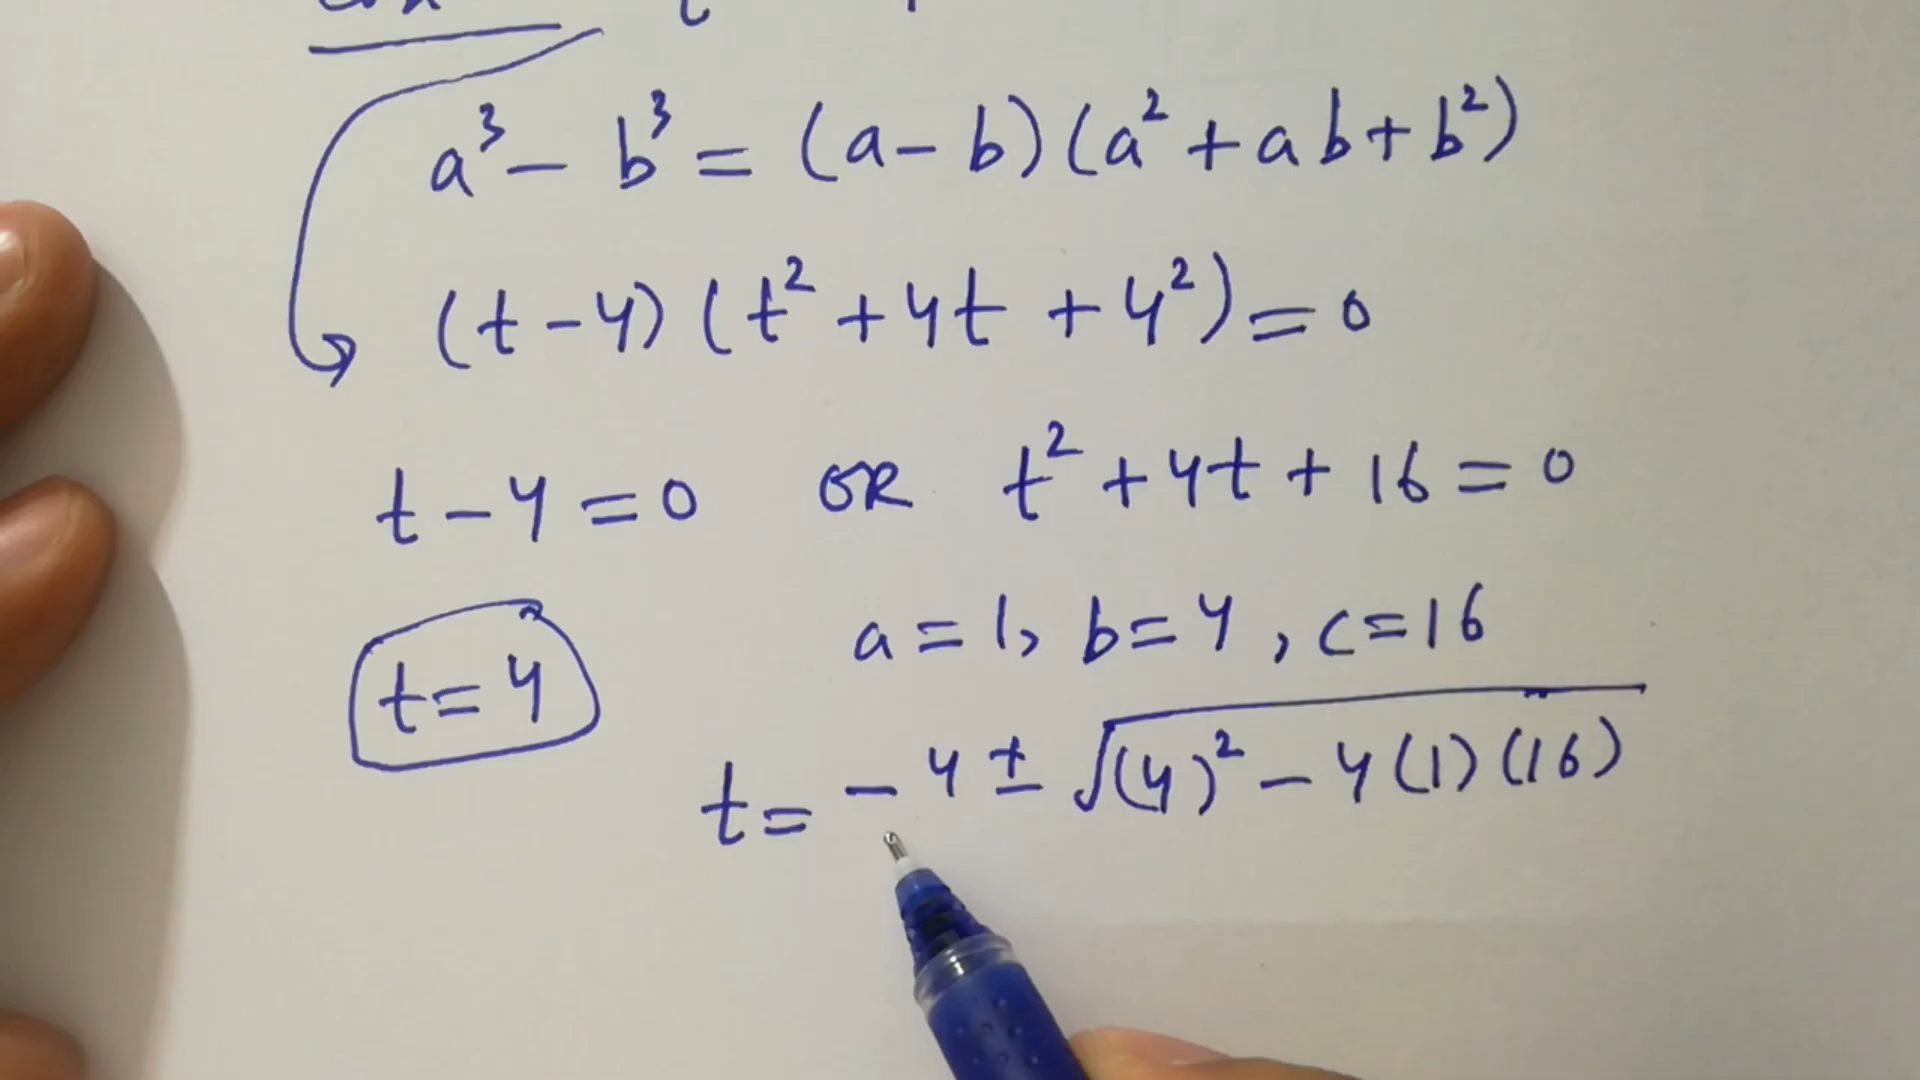 a³ - b³ = (a - b)(a² + ab + b²)
(t - 4)(t² + 4t + 4²) = 0
t - 4 = 0 OR t² + 4t + 16 = 0
a = 1, b = 4, c = 16
t = 4
t = - 4 ± √(4)² - 4(1)(16)